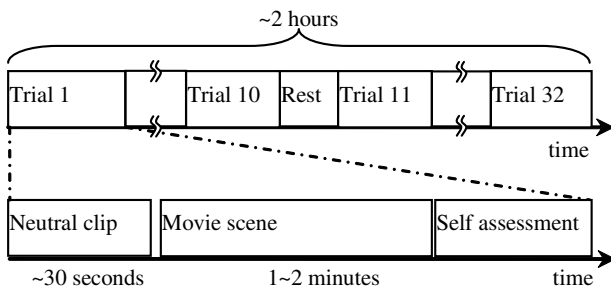 ~2 hours
Trial 1 Trial 10 Rest Trial 11 Trial 32
time
Neutral clip Movie scene Self assessment
~30 seconds 1~2 minutes time